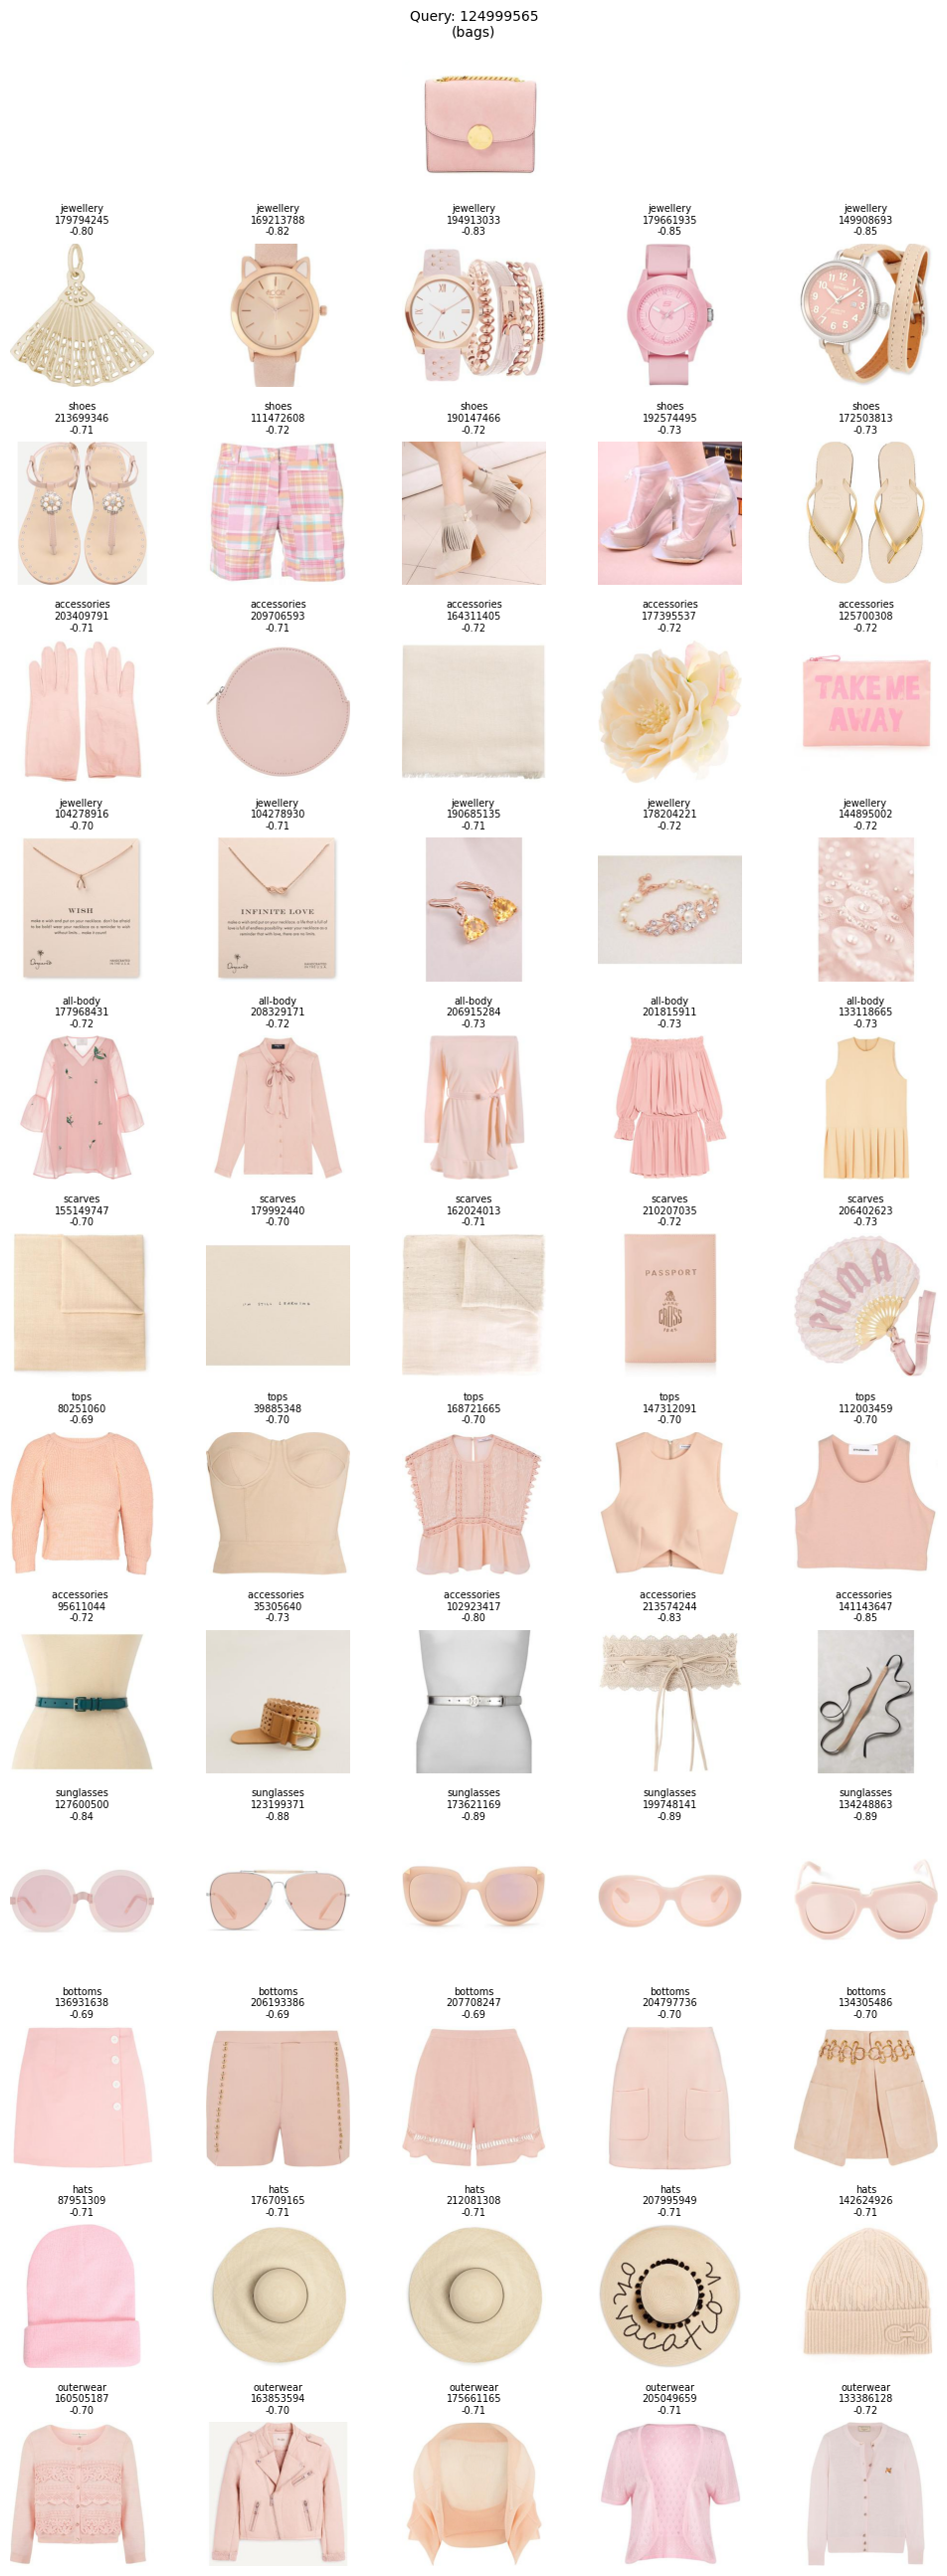 Query: 124999565
(bags)
jewellery
179794245
-0.80
jewellery
169213788
-0.82
jewellery
194913033
-0.83
jewellery
179661935
-0.85
jewellery
149908693
-0.85
shoes
213699346
-0.71
shoes
111472608
-0.72
shoes
190147466
-0.72
shoes
192574495
-0.73
shoes
172503813
-0.73
accessories
203409791
-0.71
accessories
209706593
-0.71
accessories
164311405
-0.72
accessories
177395537
-0.72
accessories
125700308
-0.72
TAKE ME
AWAY
jewellery
104278916
-0.70
WISH
jewellery
104278930
-0.71
INFINITE LOVE
jewellery
190685135
-0.71
jewellery
178204221
-0.72
jewellery
144895002
-0.72
all-body
177968431
-0.72
all-body
208329171
-0.72
all-body
206915284
-0.73
all-body
201815911
-0.73
all-body
133118665
-0.73
scarves
155149747
-0.70
scarves
179992440
-0.70
I'M STILL LEARNING
scarves
162024013
-0.71
scarves
210207035
-0.72
PASSPORT
CROSS
scarves
206402623
-0.73
PUMA
tops
80251060
-0.69
tops
39885348
-0.70
tops
168721665
-0.70
tops
147312091
-0.70
tops
112003459
-0.70
accessories
95611044
-0.72
accessories
35305640
-0.73
accessories
102923417
-0.80
accessories
213574244
-0.83
accessories
141143647
-0.85
sunglasses
127600500
-0.84
sunglasses
123199371
-0.88
sunglasses
173621169
-0.89
sunglasses
199748141
-0.89
sunglasses
134248863
-0.89
bottoms
136931638
-0.69
bottoms
206193386
-0.69
bottoms
207708247
-0.69
bottoms
204797736
-0.70
bottoms
134305486
-0.70
hats
87951309
-0.71
hats
176709165
-0.71
hats
212081308
-0.71
hats
207995949
-0.71
on vacation
hats
142624926
-0.71
outerwear
160505187
-0.70
outerwear
163853594
-0.70
outerwear
175661165
-0.71
outerwear
205049659
-0.71
outerwear
133386128
-0.72